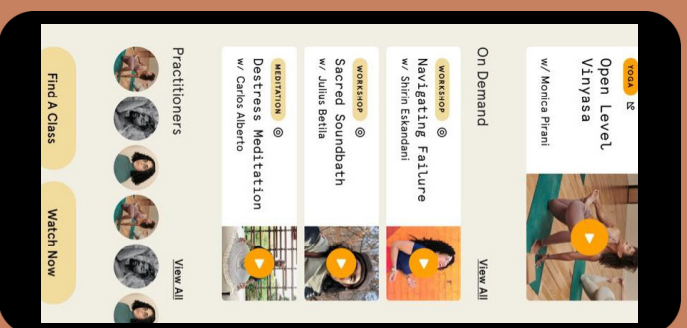 YOGA
Open Level
Vinyasa
w/ Monica Pirani
On Demand
View All
WORKSHOP
Navigating Failure
w/ Shirin Eskandani
WORKSHOP
Sacred Soundbath
w/ Julius Betila
MEDITATION
Destress Meditation
w/ Carlos Alberto
Practitioners
View All
Find A Class
Watch Now